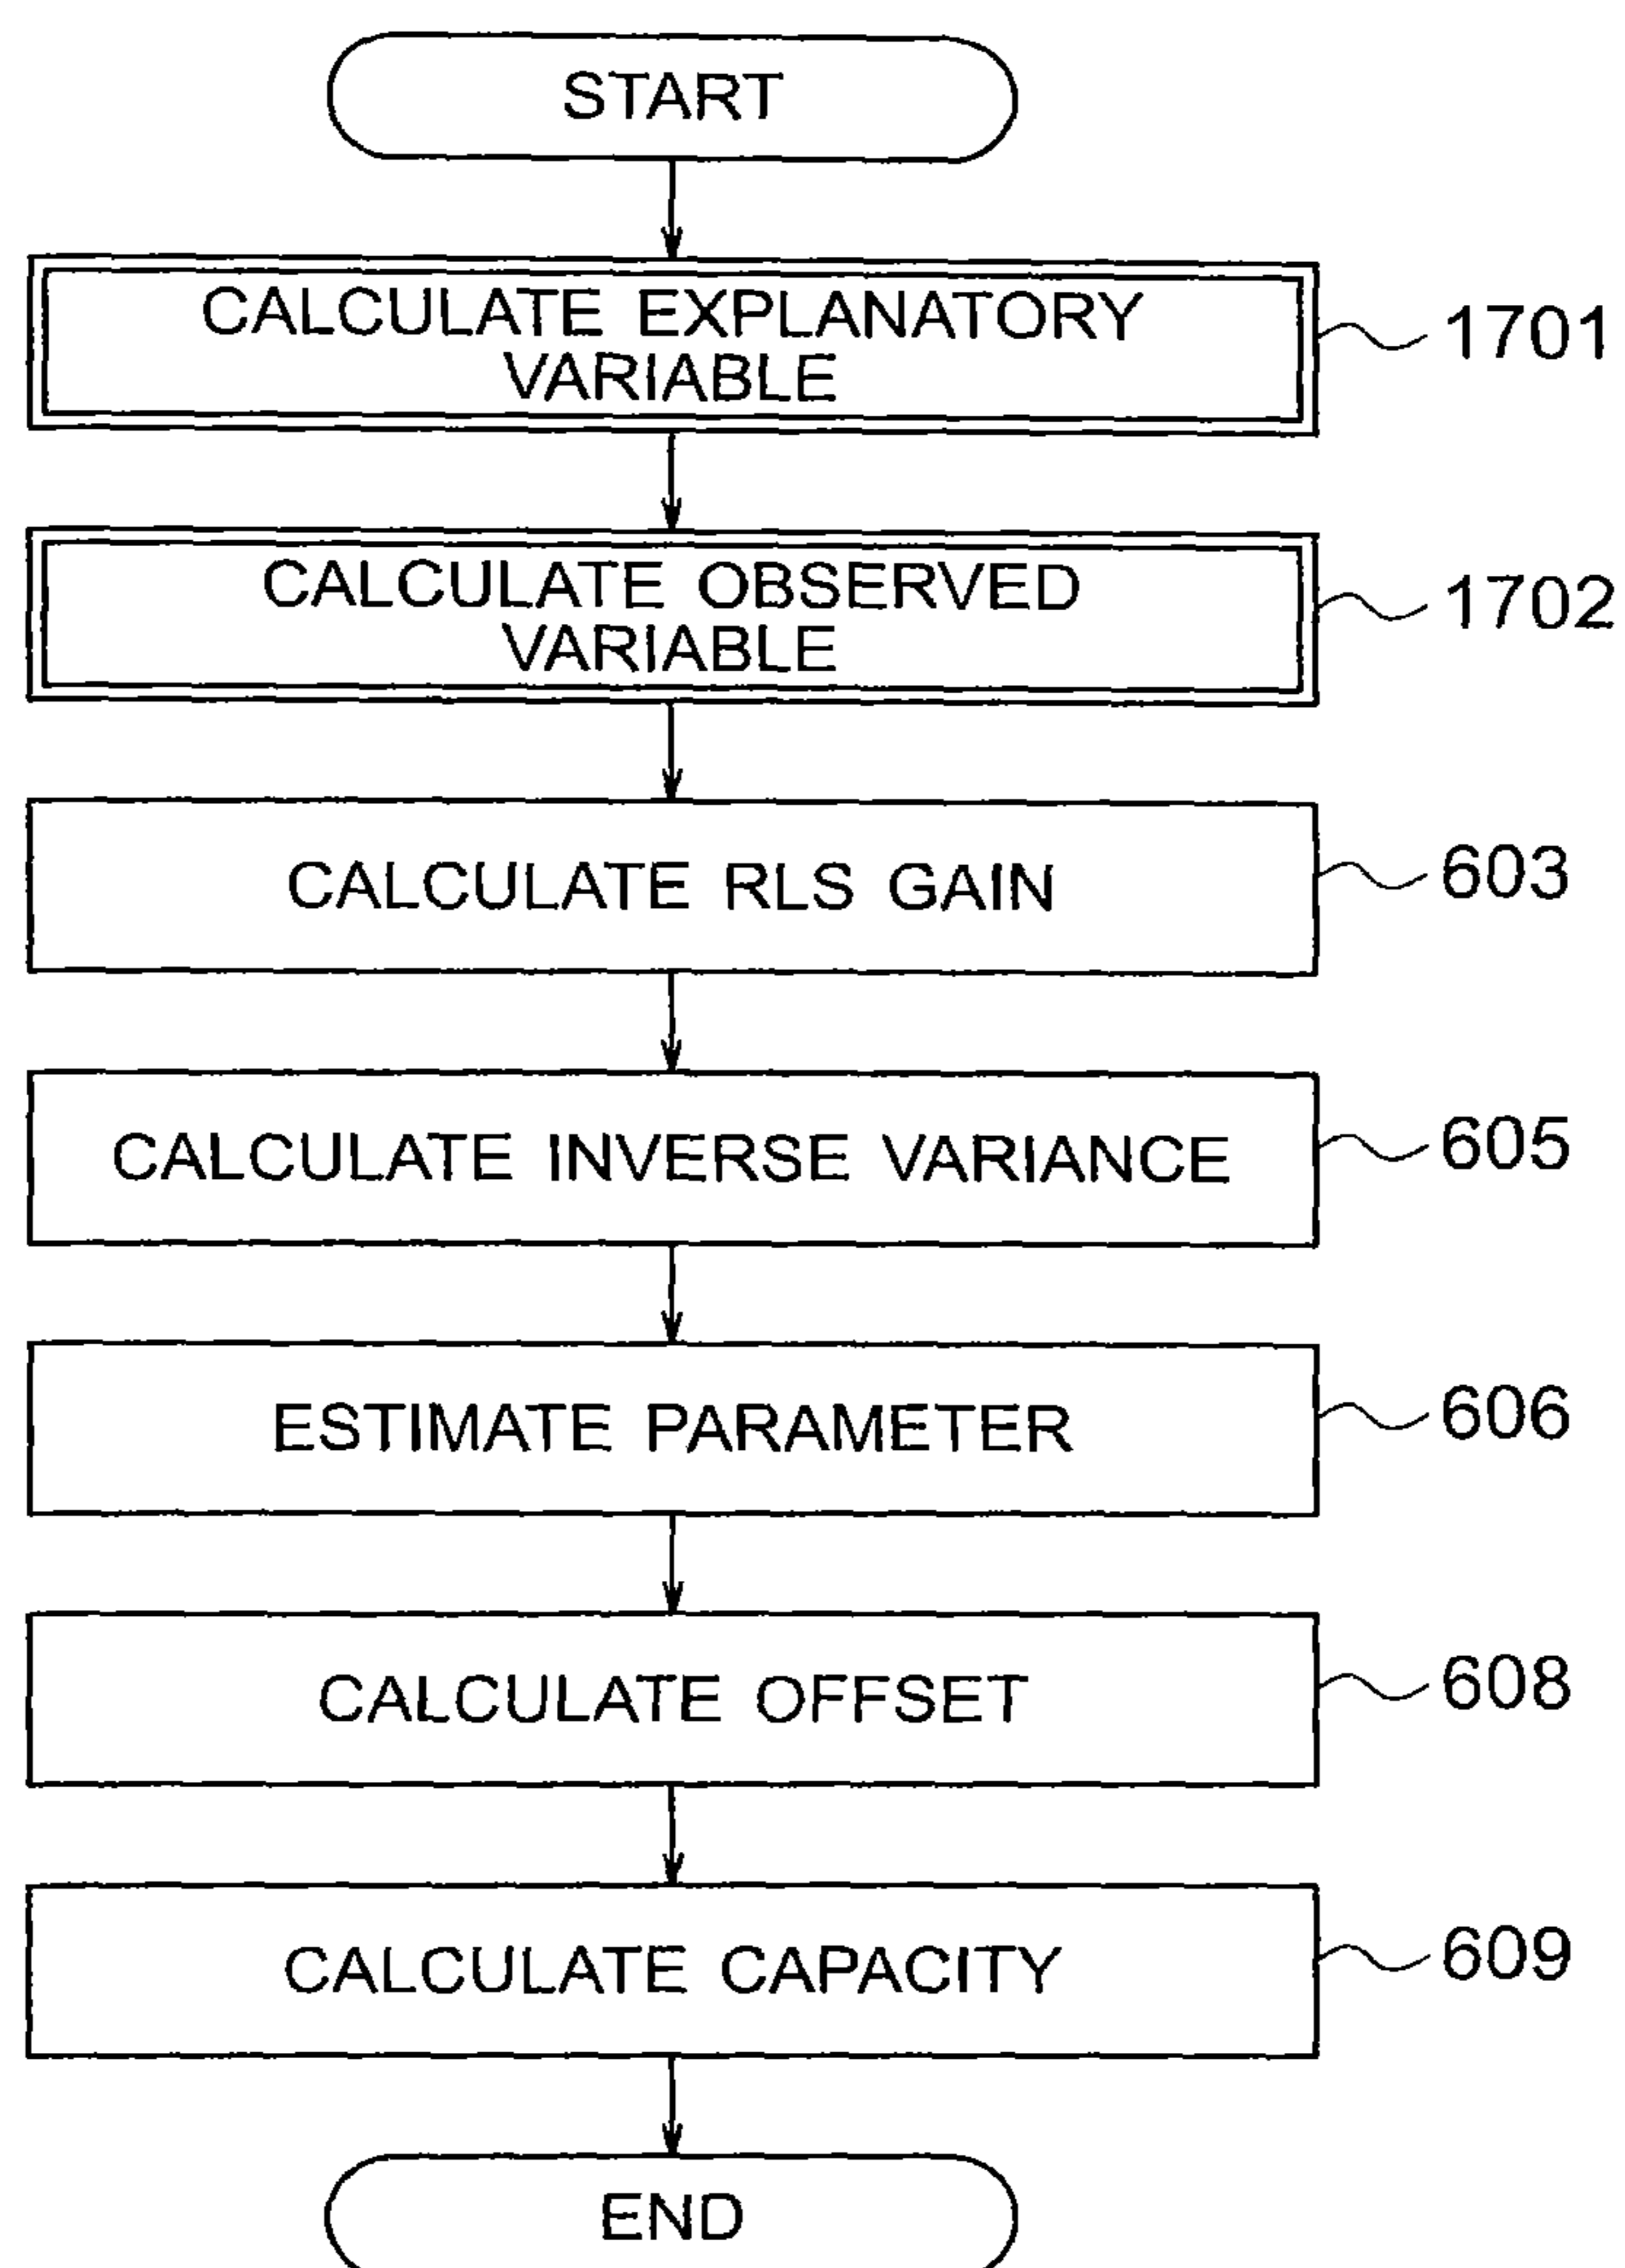 START
CALCULATE EXPLANATORY
VARIABLE
1701
CALCULATE OBSERVED
VARIABLE
1702
CALCULATE RLS GAIN
603
CALCULATE INVERSE VARIANCE
605
ESTIMATE PARAMETER
606
CALCULATE OFFSET
608
CALCULATE CAPACITY
609
END